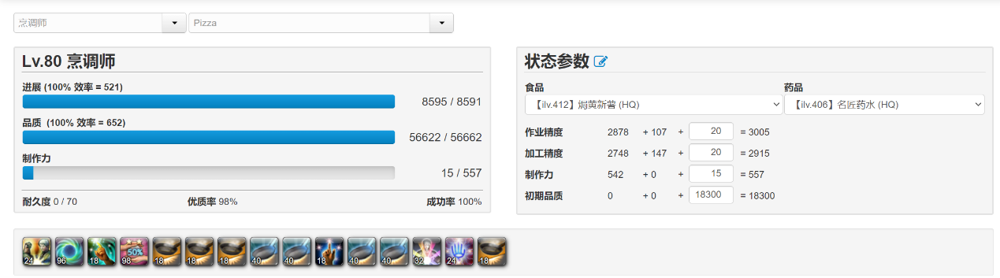 烹调师 Pizza
Lv.80 烹调师
进展 (100% 效率 = 521)
8595 / 8591
品质 (100% 效率 = 652)
56622 / 56662
制作力
15 / 557
耐久度 0 / 70 优质率 98% 成功率 100%
状态参数
食品 药品
【ilv.412】焗黄新薯 (HQ) 【ilv.406】名匠药水 (HQ)
作业精度 2878 + 107 + 20 = 3005
加工精度 2748 + 147 + 20 = 2915
制作力 542 + 0 + 15 = 557
初期品质 0 + 0 + 18300 = 18300
24 96 18 98 50% 18 18 18 40 40 18 40 40 32 24 18